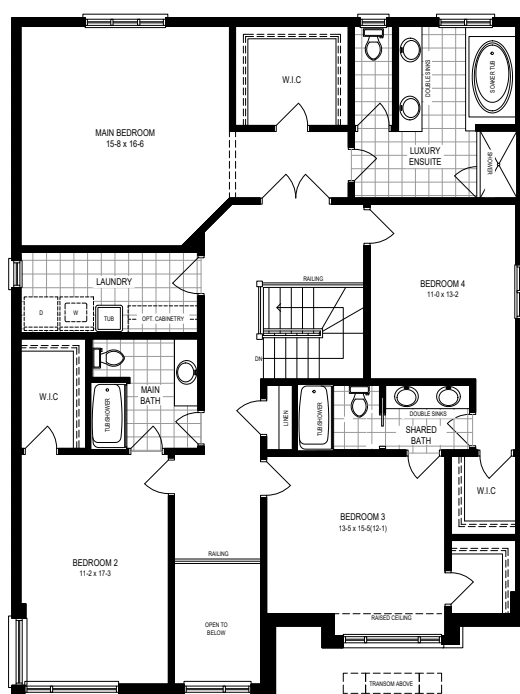 W.I.C
DOUBLE SINKS
SOAKER TUB
MAIN BEDROOM
15-8 x 16-6
LUXURY
ENSUITE
SHOWER
LAUNDRY
D
W
TUB
OPT. CABINETRY
RAILING
BEDROOM 4
11-0 x 13-2
DN
W.I.C
MAIN
BATH
TUB/SHOWER
LINEN
TUB/SHOWER
DOUBLE SINKS
SHARED
BATH
W.I.C
BEDROOM 3
13-5 x 15-5(12-1)
BEDROOM 2
11-2 x 17-3
RAILING
OPEN TO
BELOW
RAISED CEILING
TRANSOM ABOVE